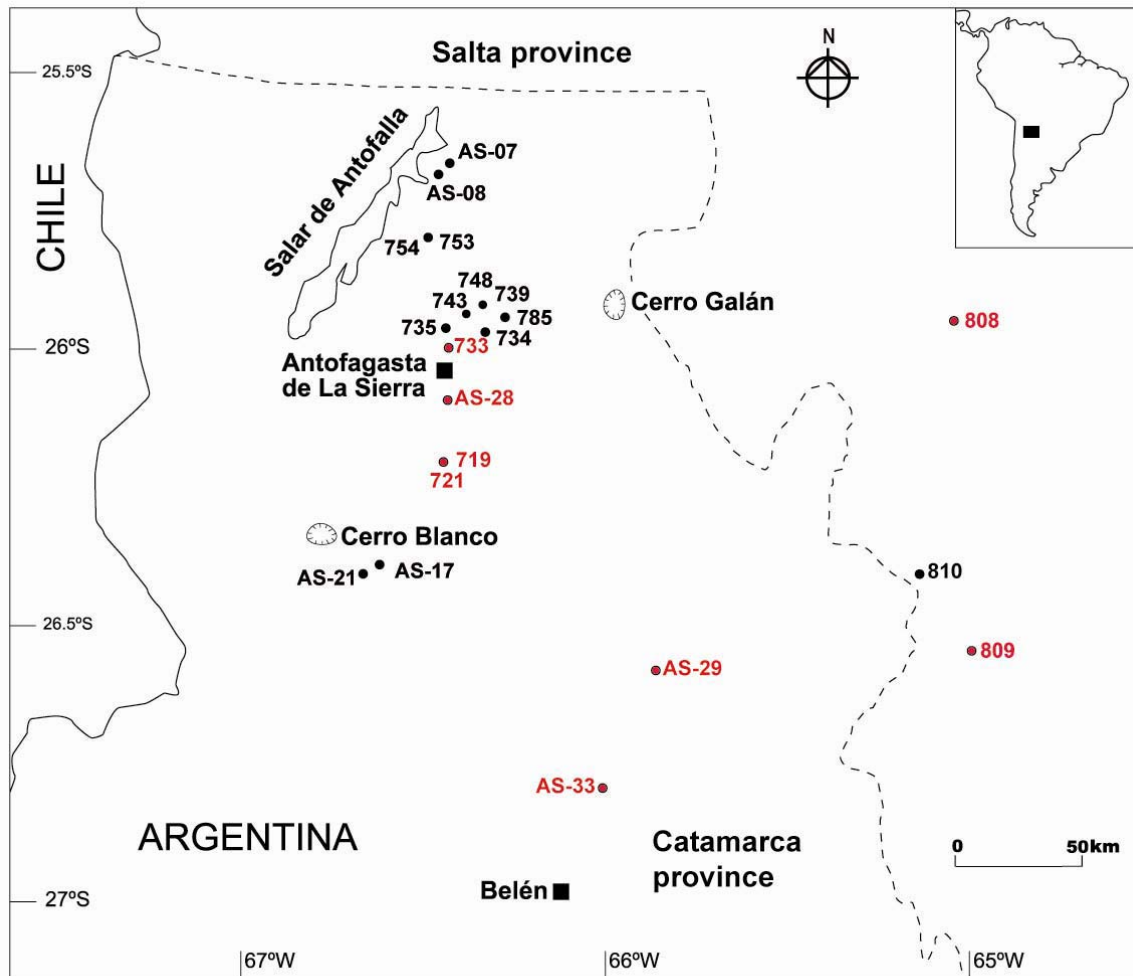 Salta province
N
25.5ºS
Salar de Antofalla
CHILE
AS-07
AS-08
754 753
748
743 739
785
735 734
733
Cerro Galán
808
26ºS
Antofagasta
de La Sierra
AS-28
719
721
Cerro Blanco
AS-21 AS-17
810
26.5ºS
809
AS-29
AS-33
ARGENTINA
Catamarca
province
0 50km
Belén
27ºS
67ºW 66ºW 65ºW